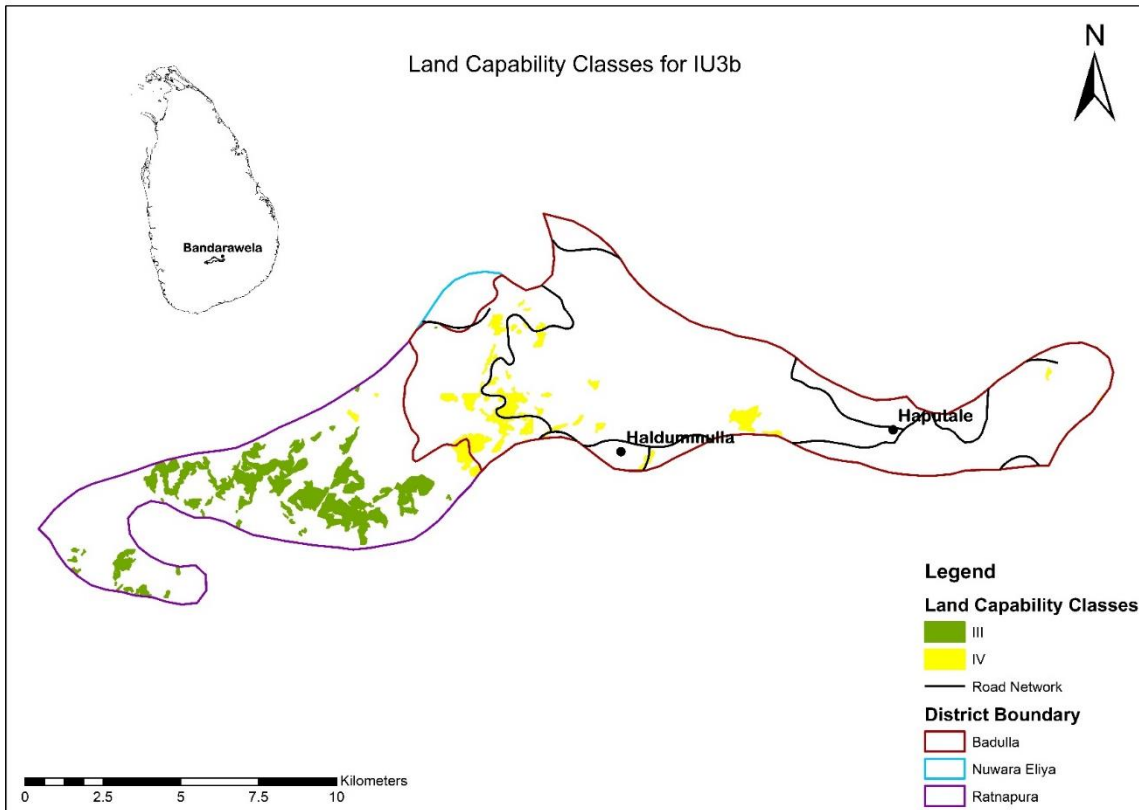 Land Capability Classes for IU3b
N
Bandarawela
Haputale
Haldummulla
Legend
Land Capability Classes
III
IV
Road Network
District Boundary
Badulla
Nuwara Eliya
Ratnapura
Kilometers
0 2.5 5 7.5 10